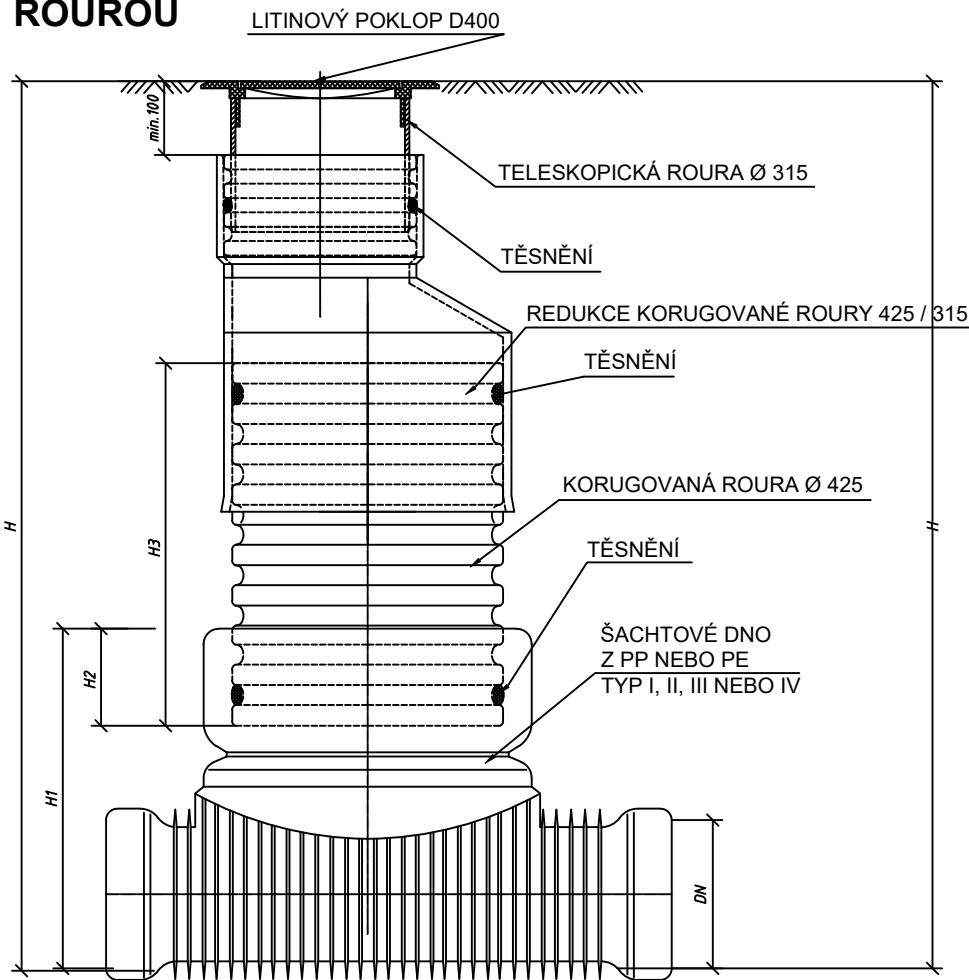 ROUROU
LITINOVÝ POKLOP D400
min.100
TELESKOPICKÁ ROURA Ø 315
TĚSNĚNÍ
REDUKCE KORUGOVANÉ ROURY 425 / 315
TĚSNĚNÍ
KORUGOVANÁ ROURA Ø 425
H
H3
H
TĚSNĚNÍ
ŠACHTOVÉ DNO
Z PP NEBO PE
TYP I, II, III NEBO IV
H2
H1
DN